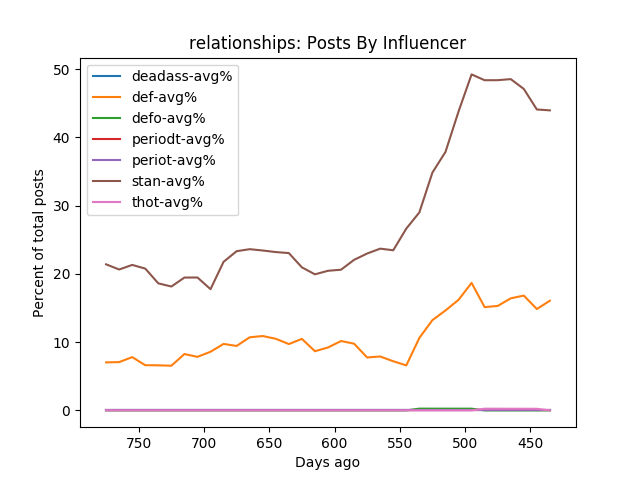 relationships: Posts By Influencer
deadass-avg%
def-avg%
defo-avg%
periodt-avg%
periot-avg%
stan-avg%
thot-avg%
Percent of total posts
50
40
30
20
10
0
750 700 650 600 550 500 450
Days ago